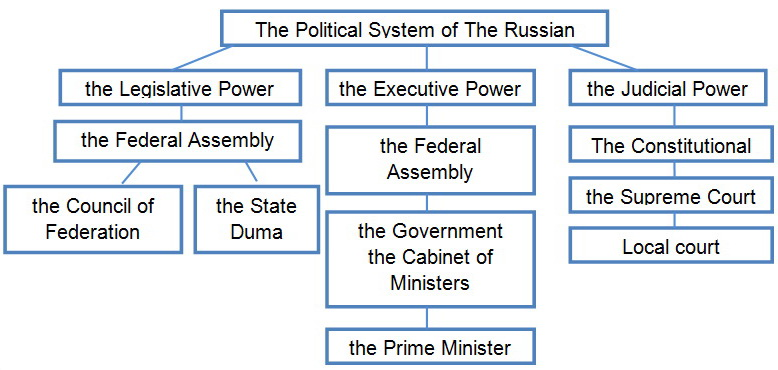 The Political System of The Russian
the Legislative Power
the Executive Power
the Judicial Power
the Federal Assembly
the Federal
Assembly
The Constitutional
the Council of
Federation
the State
Duma
the Supreme Court
the Government
the Cabinet of
Ministers
Local court
the Prime Minister